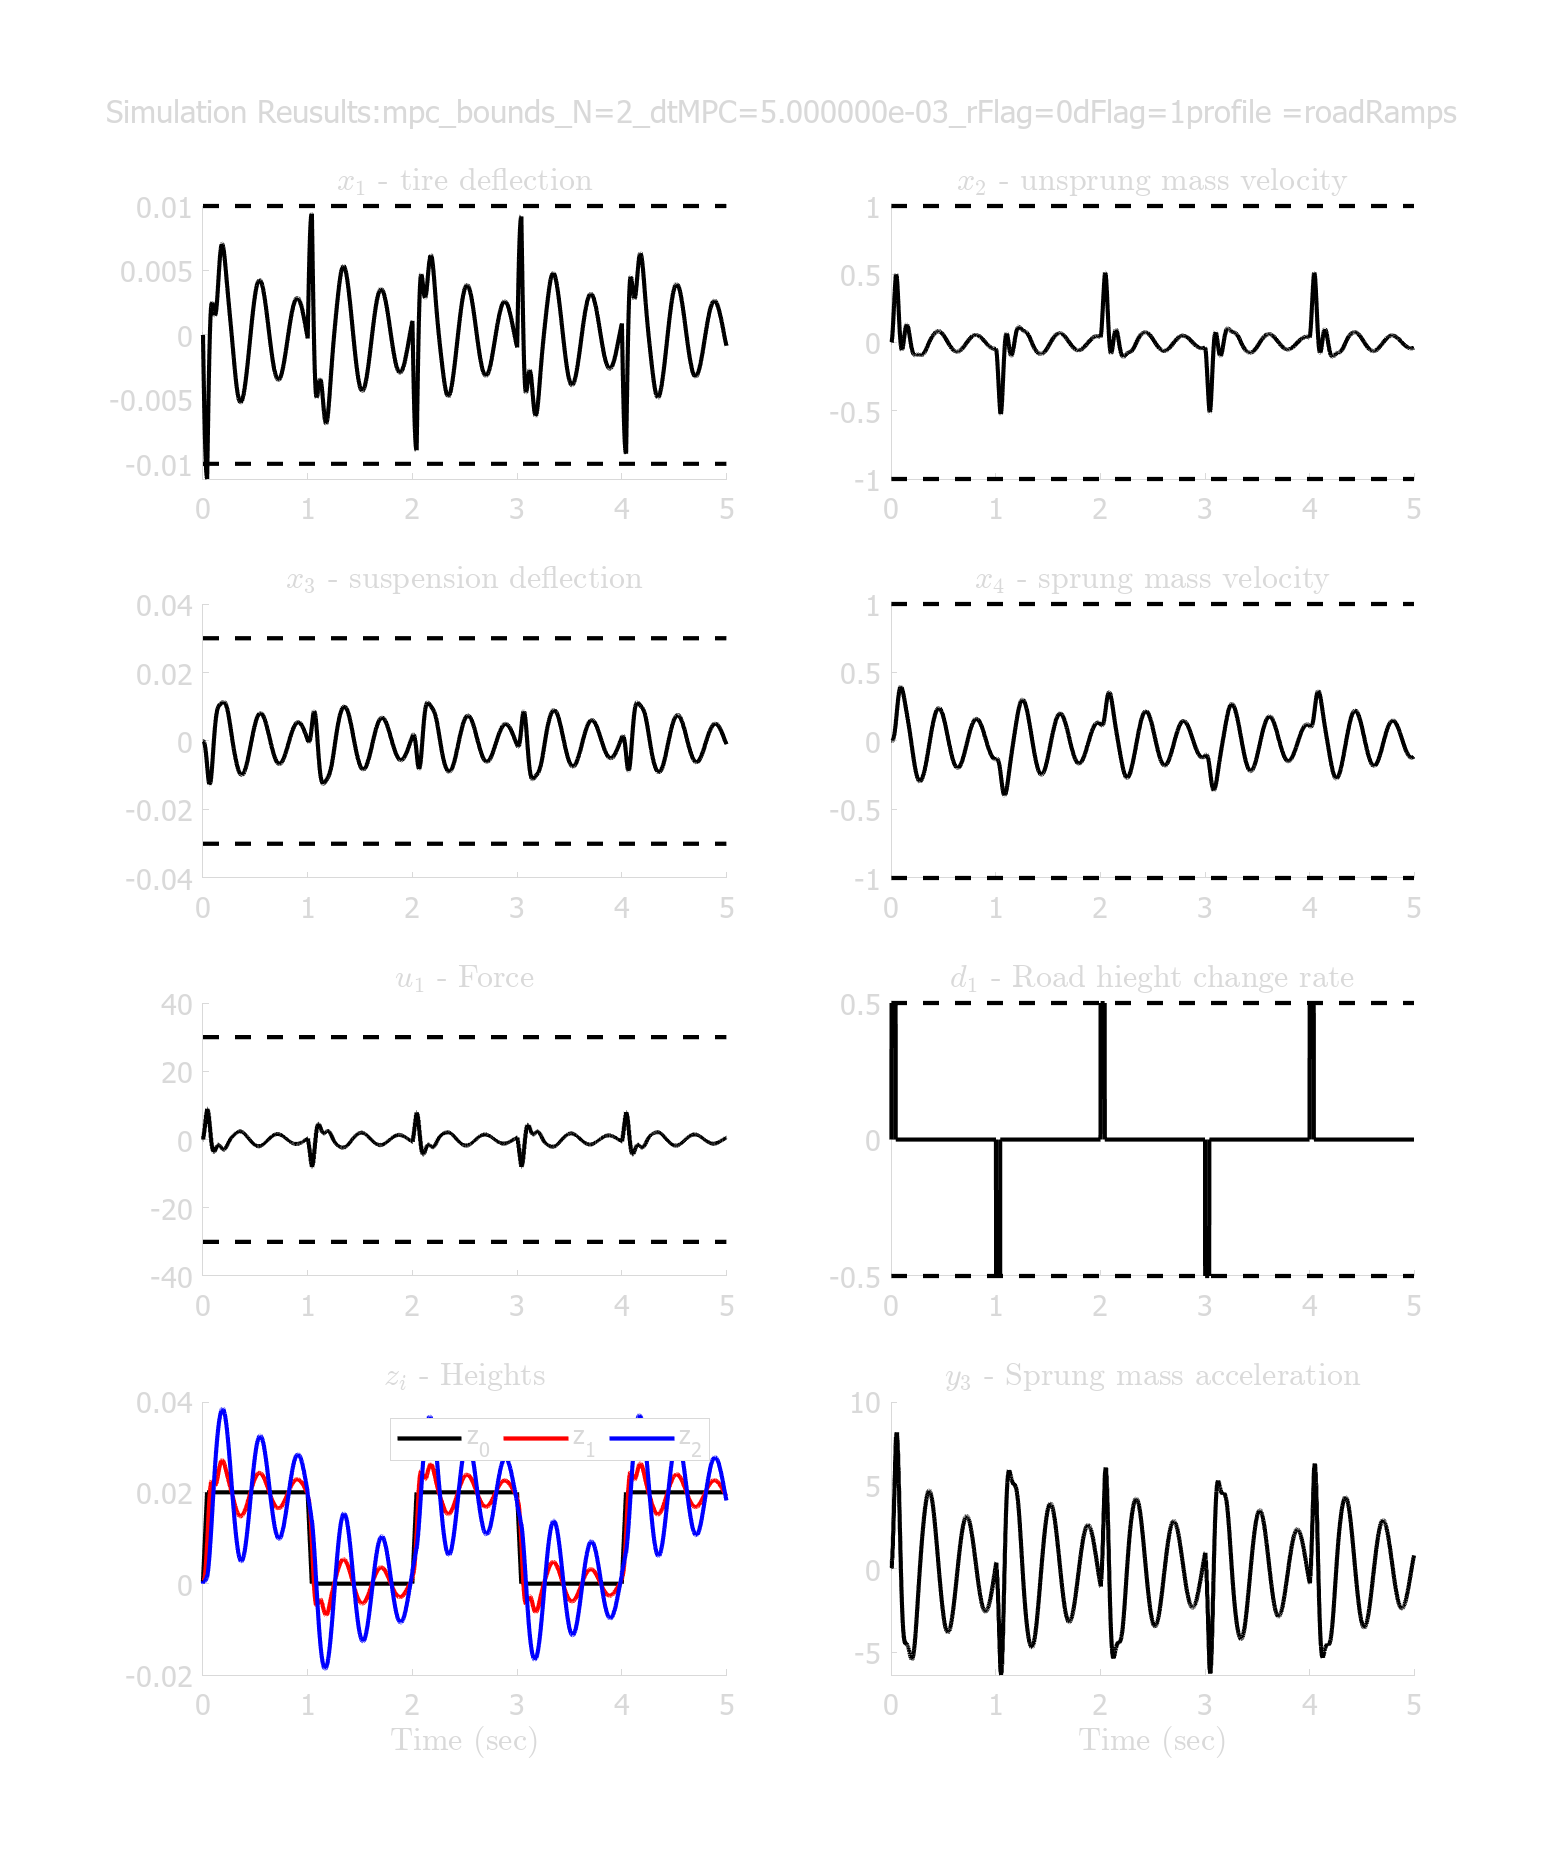 Simulation Reusults:mpc_bounds_N=2_dtMPC=5.000000e-03_rFlag=0dFlag=1profile =roadRamps
x1 - tire deflection
0.01
0.005
0
-0.005
-0.01
0 1 2 3 4 5
x2 - unsprung mass velocity
1
0.5
0
-0.5
-1
0 1 2 3 4 5
x3 - suspension deflection
0.04
0.02
0
-0.02
-0.04
0 1 2 3 4 5
x4 - sprung mass velocity
1
0.5
0
-0.5
-1
0 1 2 3 4 5
u1 - Force
40
20
0
-20
-40
0 1 2 3 4 5
d1 - Road hieght change rate
0.5
0
-0.5
0 1 2 3 4 5
zi - Heights
0.04
0.02
0
-0.02
z0 z1 z2
0 1 2 3 4 5
Time (sec)
y3 - Sprung mass acceleration
10
5
0
-5
0 1 2 3 4 5
Time (sec)